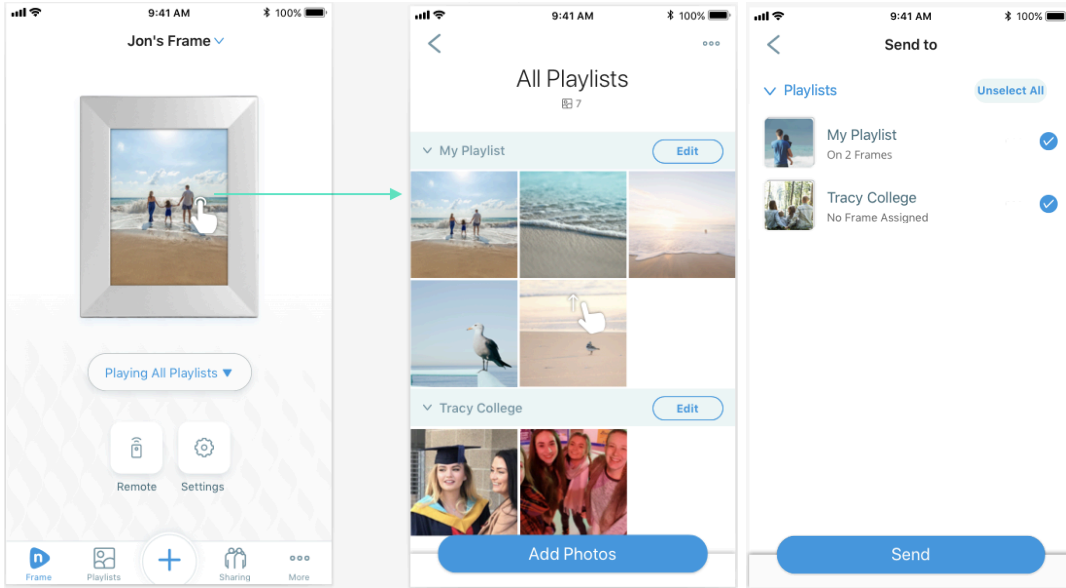 9:41 AM
100%
Jon's Frame
Playing All Playlists
Remote
Settings
n
Frame
Playlists
Sharing
More
9:41 AM
100%
All Playlists
7
My Playlist
Edit
Tracy College
Edit
Add Photos
9:41 AM
100%
Send to
Playlists
Unselect All
My Playlist
On 2 Frames
Tracy College
No Frame Assigned
Send